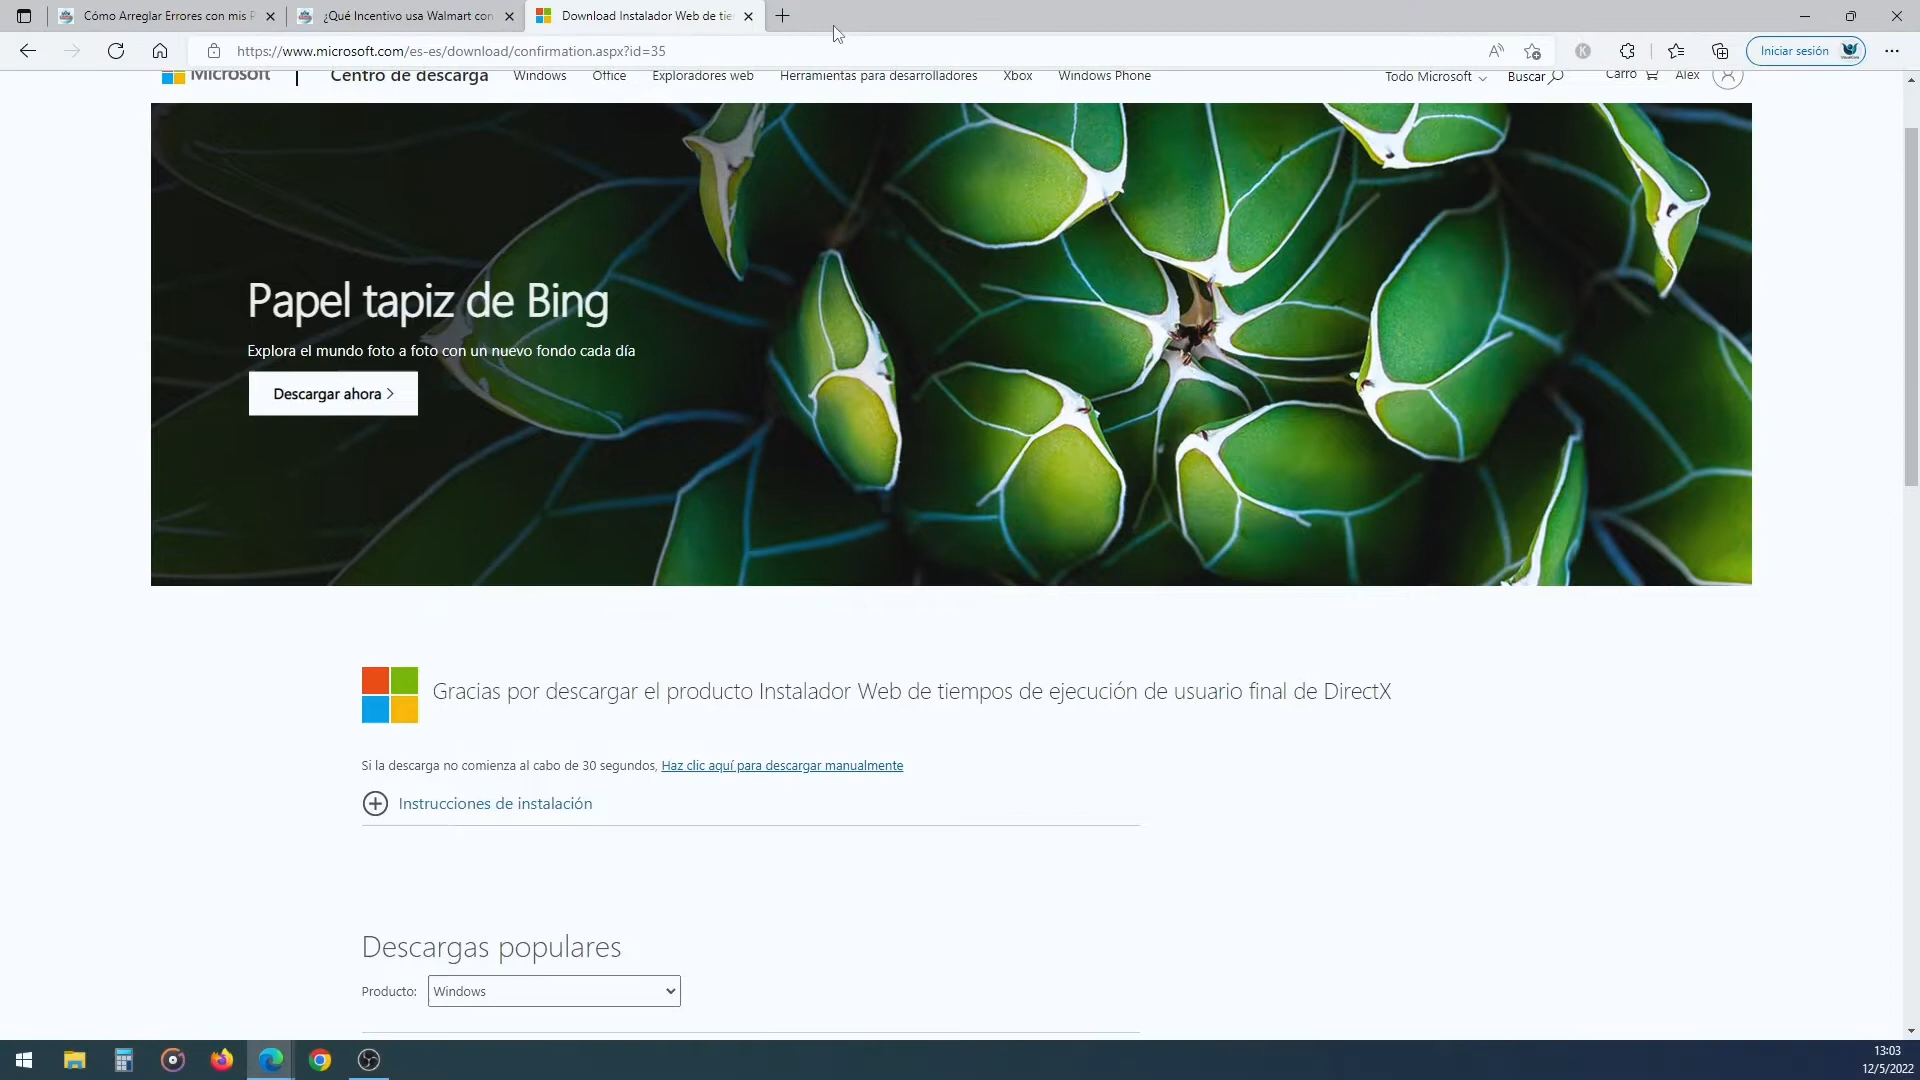 Cómo Arreglar Errores con mis P
¿Qué Incentivo usa Walmart con
Download Instalador Web de tie
https://www.microsoft.com/es-es/download/confirmation.aspx?id=35
Iniciar sesión
Microsoft
Centro de descarga
Windows
Office
Exploradores web
Herramientas para desarrolladores
Xbox
Windows Phone
Todo Microsoft
Buscar
Carro
Alex
Papel tapiz de Bing
Explora el mundo foto a foto con un nuevo fondo cada día
Descargar ahora >
Gracias por descargar el producto Instalador Web de tiempos de ejecución de usuario final de DirectX
Si la descarga no comienza al cabo de 30 segundos, Haz clic aquí para descargar manualmente
Instrucciones de instalación
Descargas populares
Producto:
Windows
13:03
12/5/2022